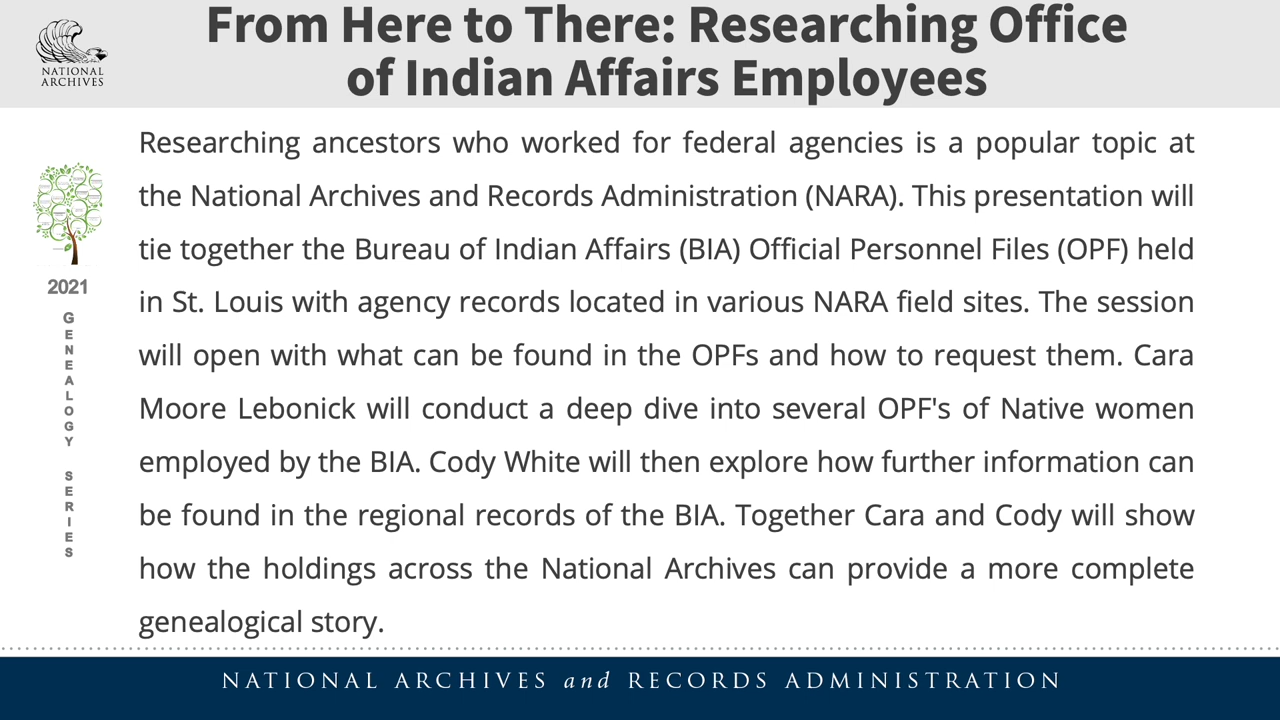 From Here to There: Researching Office
of Indian Affairs Employees
NATIONAL
ARCHIVES
Researching ancestors who worked for federal agencies is a popular topic at
the National Archives and Records Administration (NARA). This presentation will
tie together the Bureau of Indian Affairs (BIA) Official Personnel Files (OPF) held
in St. Louis with agency records located in various NARA field sites. The session
will open with what can be found in the OPFs and how to request them. Cara
Moore Lebonick will conduct a deep dive into several OPF's of Native women
employed by the BIA. Cody White will then explore how further information can
be found in the regional records of the BIA. Together Cara and Cody will show
how the holdings across the National Archives can provide a more complete
genealogical story.
2021
GENEALOGY
SERIES
NATIONAL ARCHIVES and RECORDS ADMINISTRATION